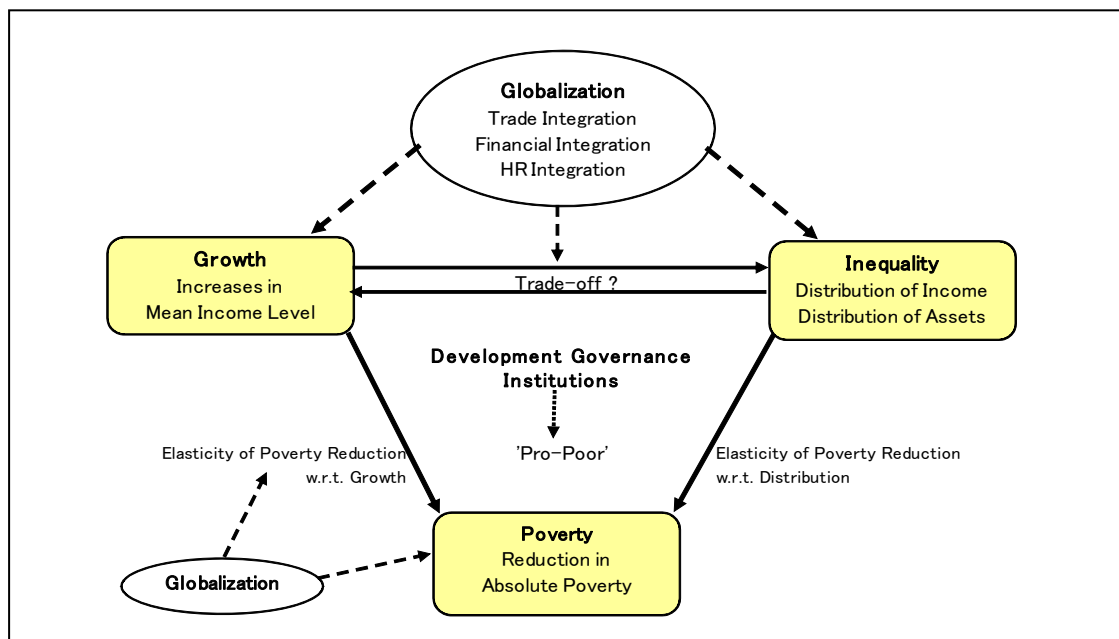 Globalization
Trade Integration
Financial Integration
HR Integration
Growth
Increases in
Mean Income Level
Trade-off ?
Inequality
Distribution of Income
Distribution of Assets
Development Governance
Institutions
'Pro-Poor'
Elasticity of Poverty Reduction
w.r.t. Growth
Elasticity of Poverty Reduction
w.r.t. Distribution
Poverty
Reduction in
Absolute Poverty
Globalization